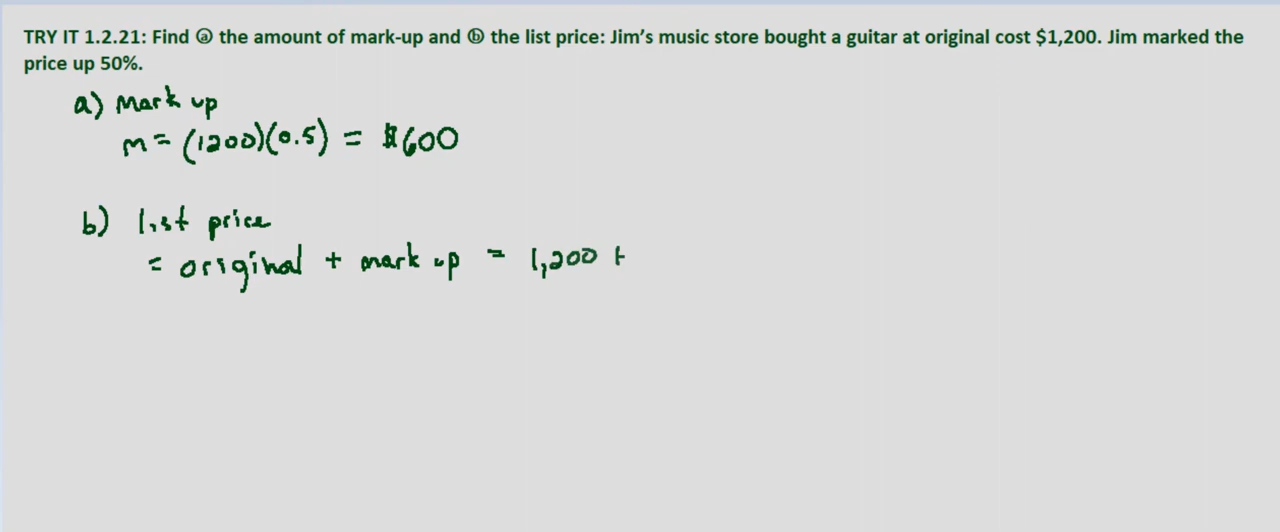 TRY IT 1.2.21: Find ⓐ the amount of mark-up and ⓑ the list price: Jim's music store bought a guitar at original cost $1,200. Jim marked the
price up 50%.
a) Mark up
m = (1200)(0.5) = $600
b) list price
= original + mark up = 1,200 +